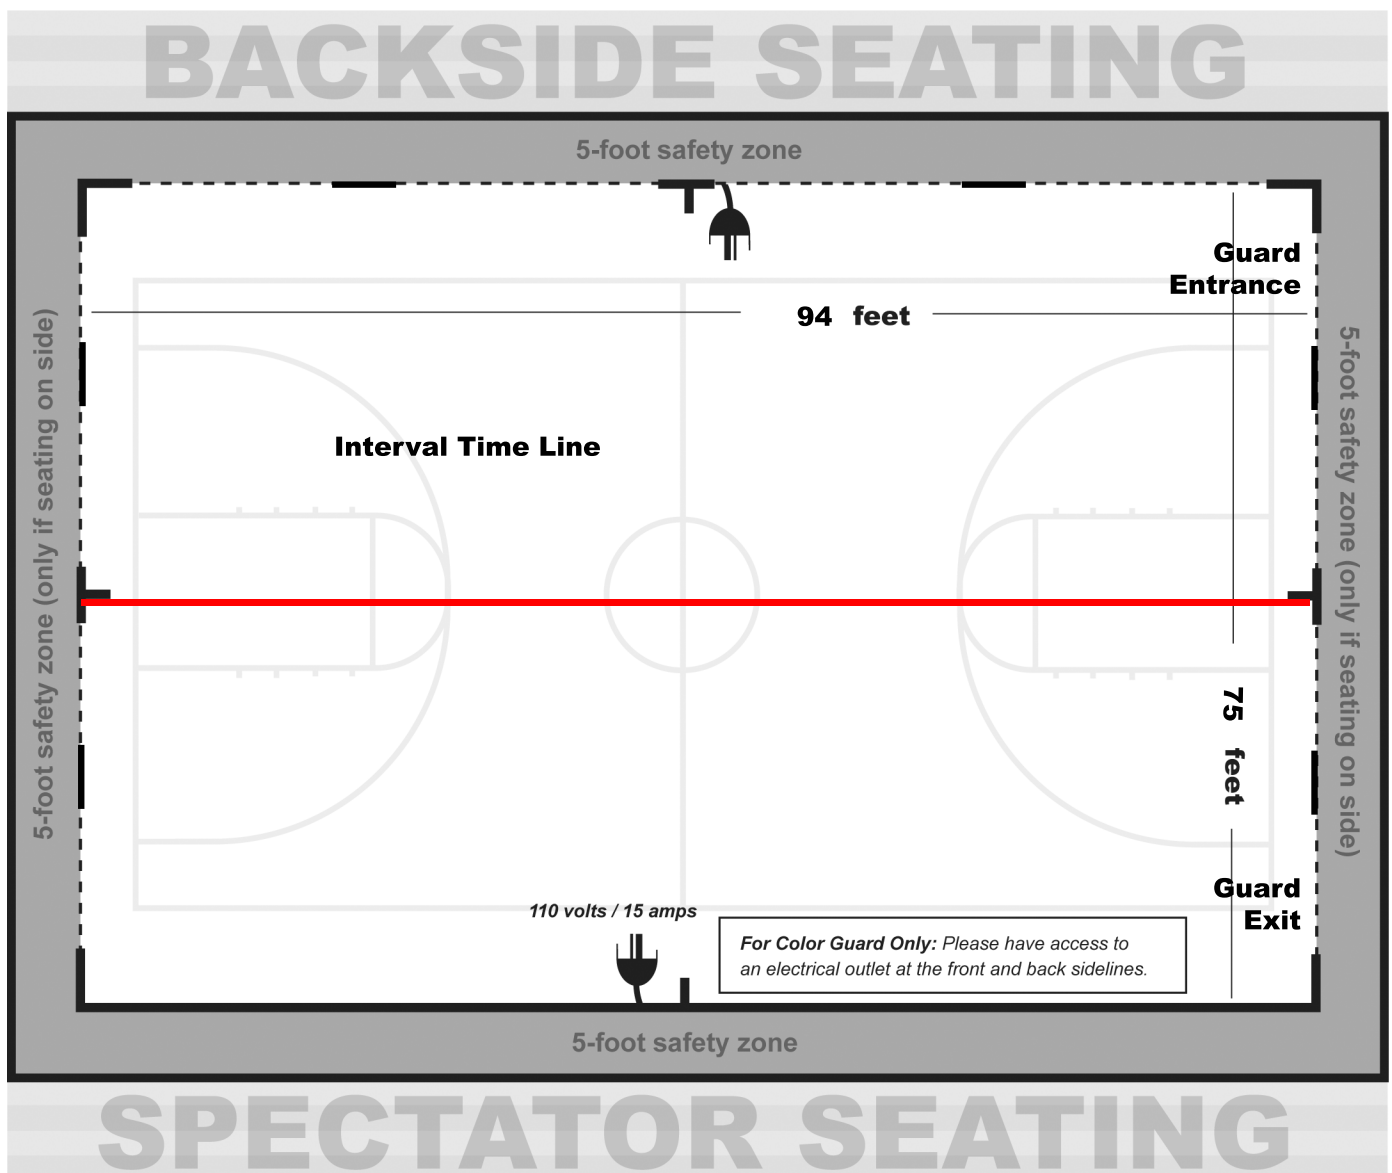 BACKSIDE SEATING
5-foot safety zone
Guard
Entrance
94 feet
5-foot safety zone (only if seating on side)
5-foot safety zone (only if seating on side)
Interval Time Line
75 feet
Guard
Exit
110 volts / 15 amps
For Color Guard Only: Please have access to
an electrical outlet at the front and back sidelines.
5-foot safety zone
SPECTATOR SEATING